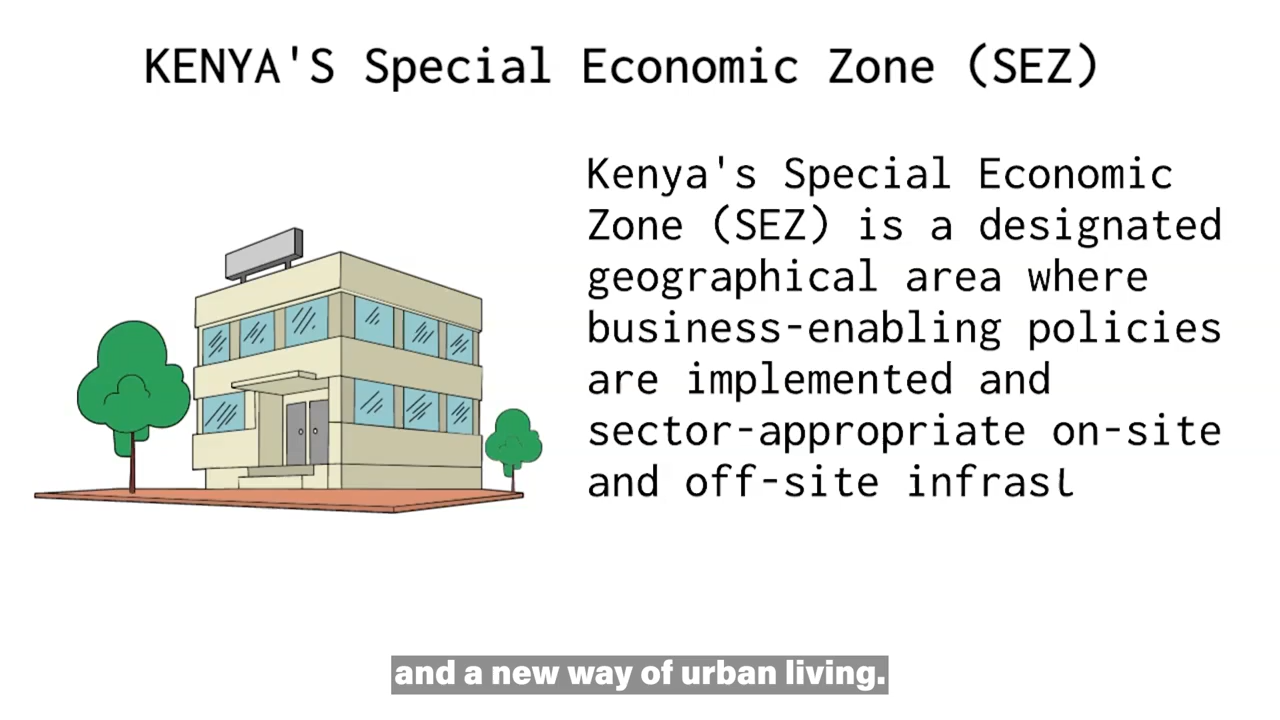 KENYA'S Special Economic Zone (SEZ)
Kenya's Special Economic
Zone (SEZ) is a designated
geographical area where
business-enabling policies
are implemented and
sector-appropriate on-site
and off-site infrast
and a new way of urban living.